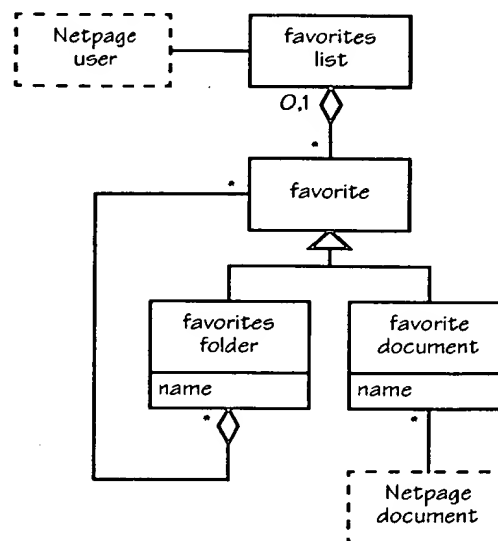 Netpage
user
favorites
list
0,1
*
*
favorite
favorites
folder
name
*
favorite
document
name
*
Netpage
document